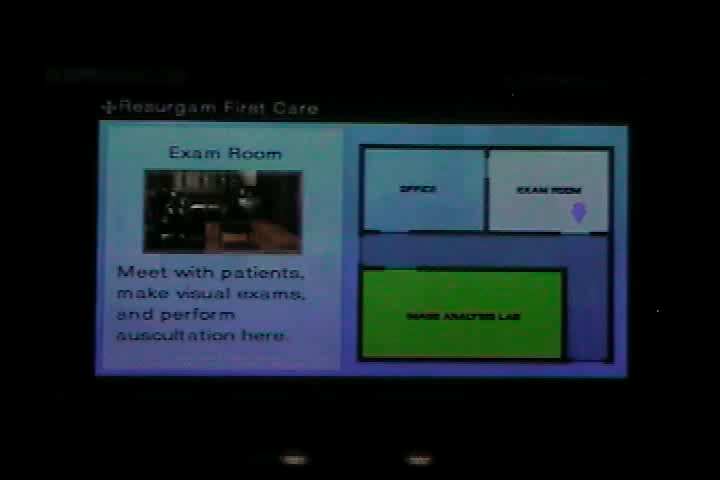 Resurgam First Care
Exam Room
Meet with patients,
make visual exams,
and perform
auscultation here.
OFFICE
EXAM ROOM
IMAGE ANALYSIS LAB